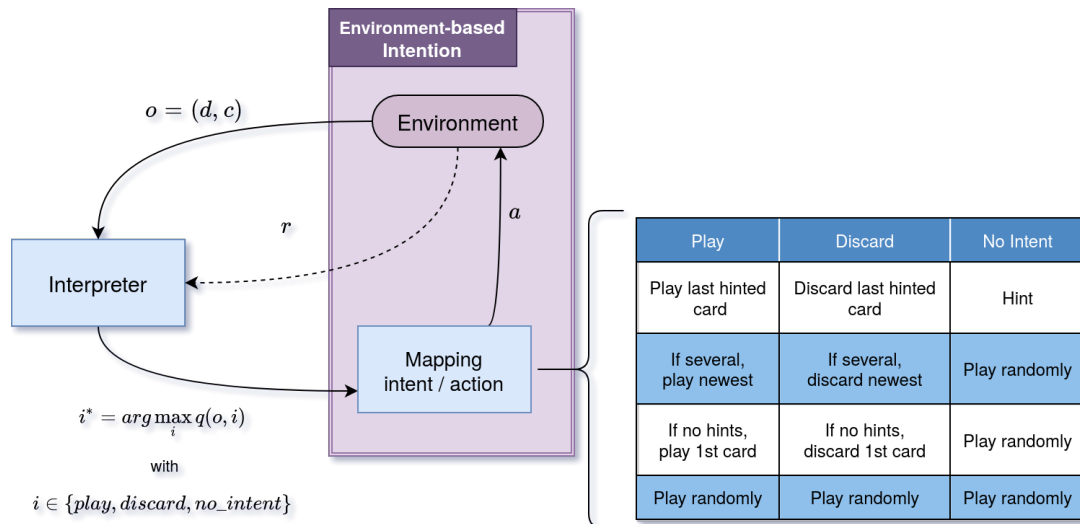 Environment-based
Intention
o = (d, c)
Environment
r
a
Interpreter
Mapping
intent / action
i* = arg max q(o, i)
i
with
i ∈ {play, discard, no_intent}
Play Discard No Intent
Play last hinted
card
Discard last hinted
card
Hint
If several,
play newest
If several,
discard newest
Play randomly
If no hints,
play 1st card
If no hints,
discard 1st card
Play randomly
Play randomly Play randomly Play randomly